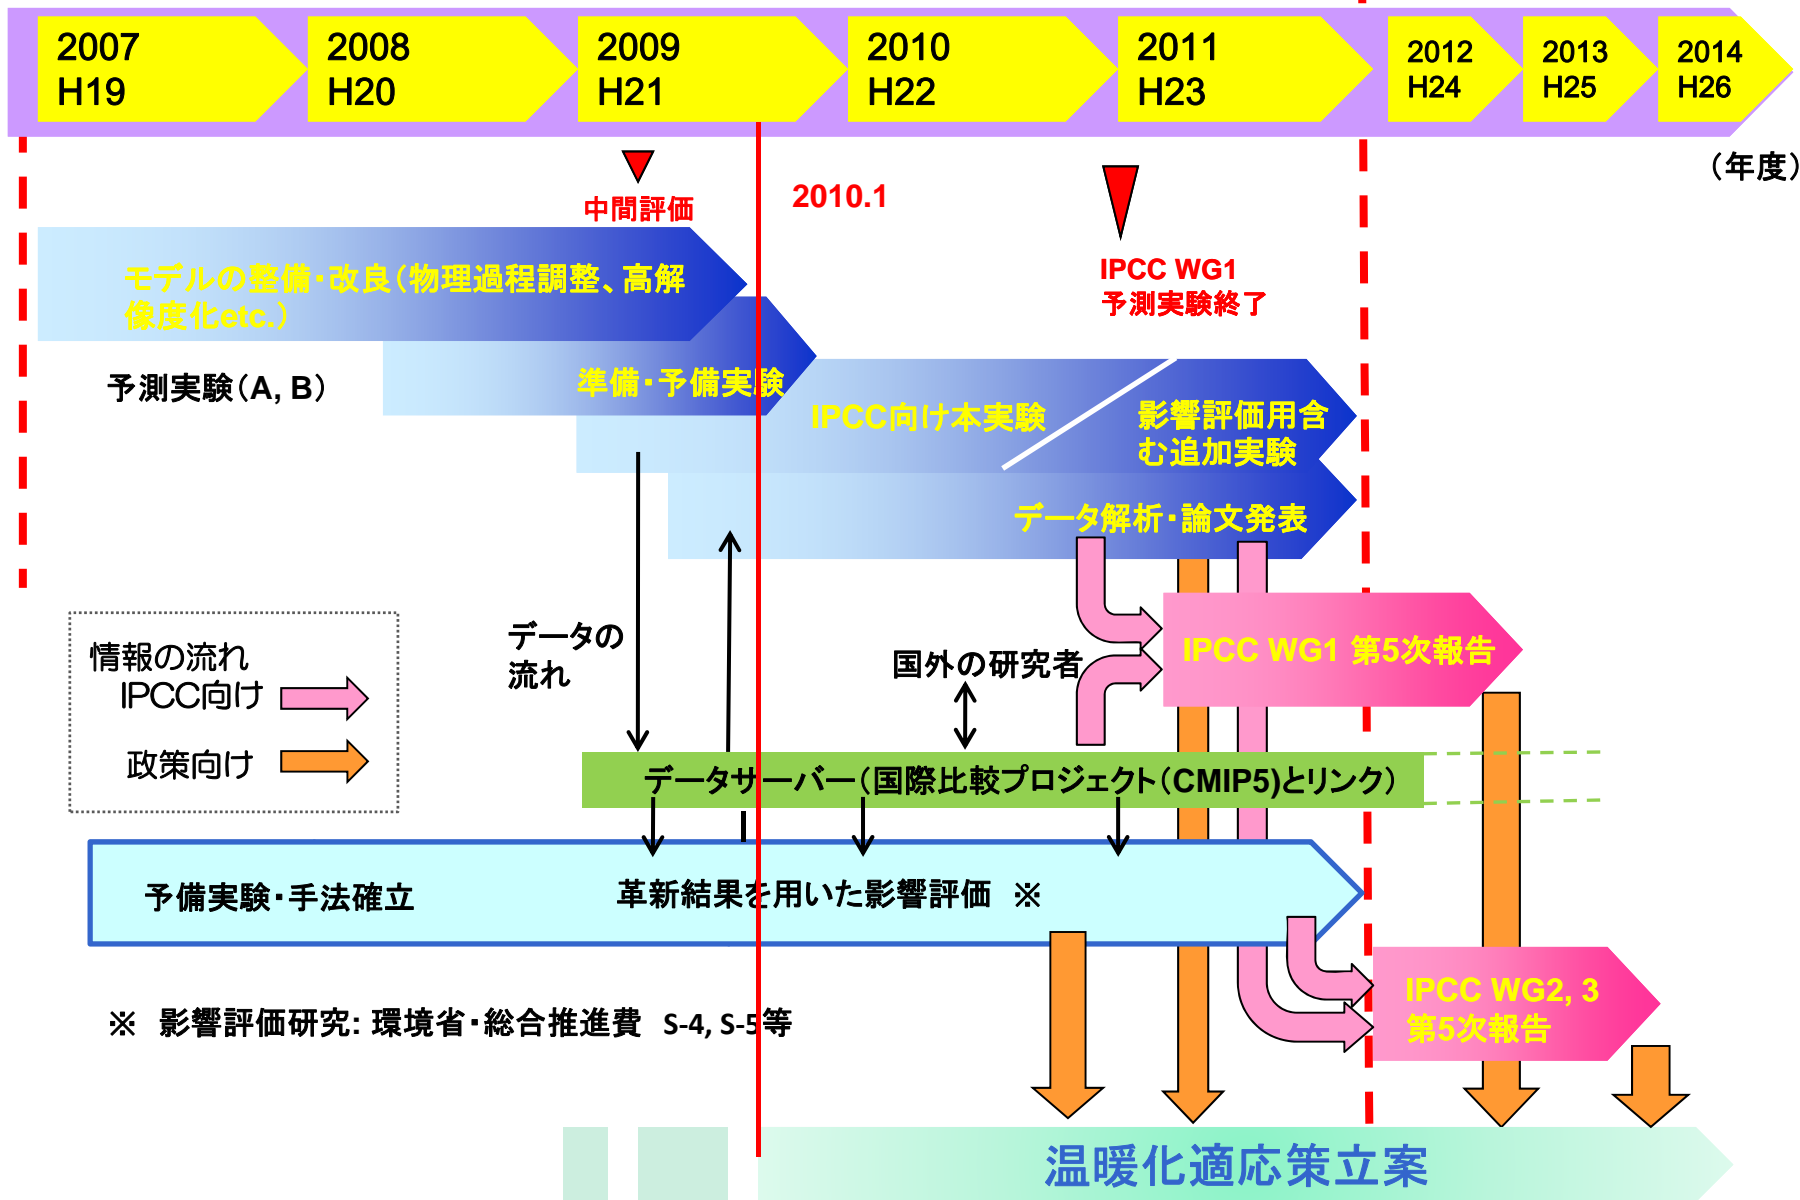 2007
H19
2008
H20
2009
H21
2010
H22
2011
H23
2012
H24
2013
H25
2014
H26
（年度）
中間評価
2010.1
IPCC WG1
予測実験終了
モデルの整備・改良（物理過程調整、高解
像度化etc.）
予測実験（A, B）
準備・予備実験
IPCC向け本実験
影響評価用含
む追加実験
データ解析・論文発表
情報の流れ
IPCC向け
政策向け
データの
流れ
国外の研究者
IPCC WG1 第5次報告
データサーバー（国際比較プロジェクト（CMIP5)とリンク）
予備実験・手法確立
革新結果を用いた影響評価 ※
※ 影響評価研究: 環境省・総合推進費 S-4, S-5等
IPCC WG2, 3
第5次報告
温暖化適応策立案